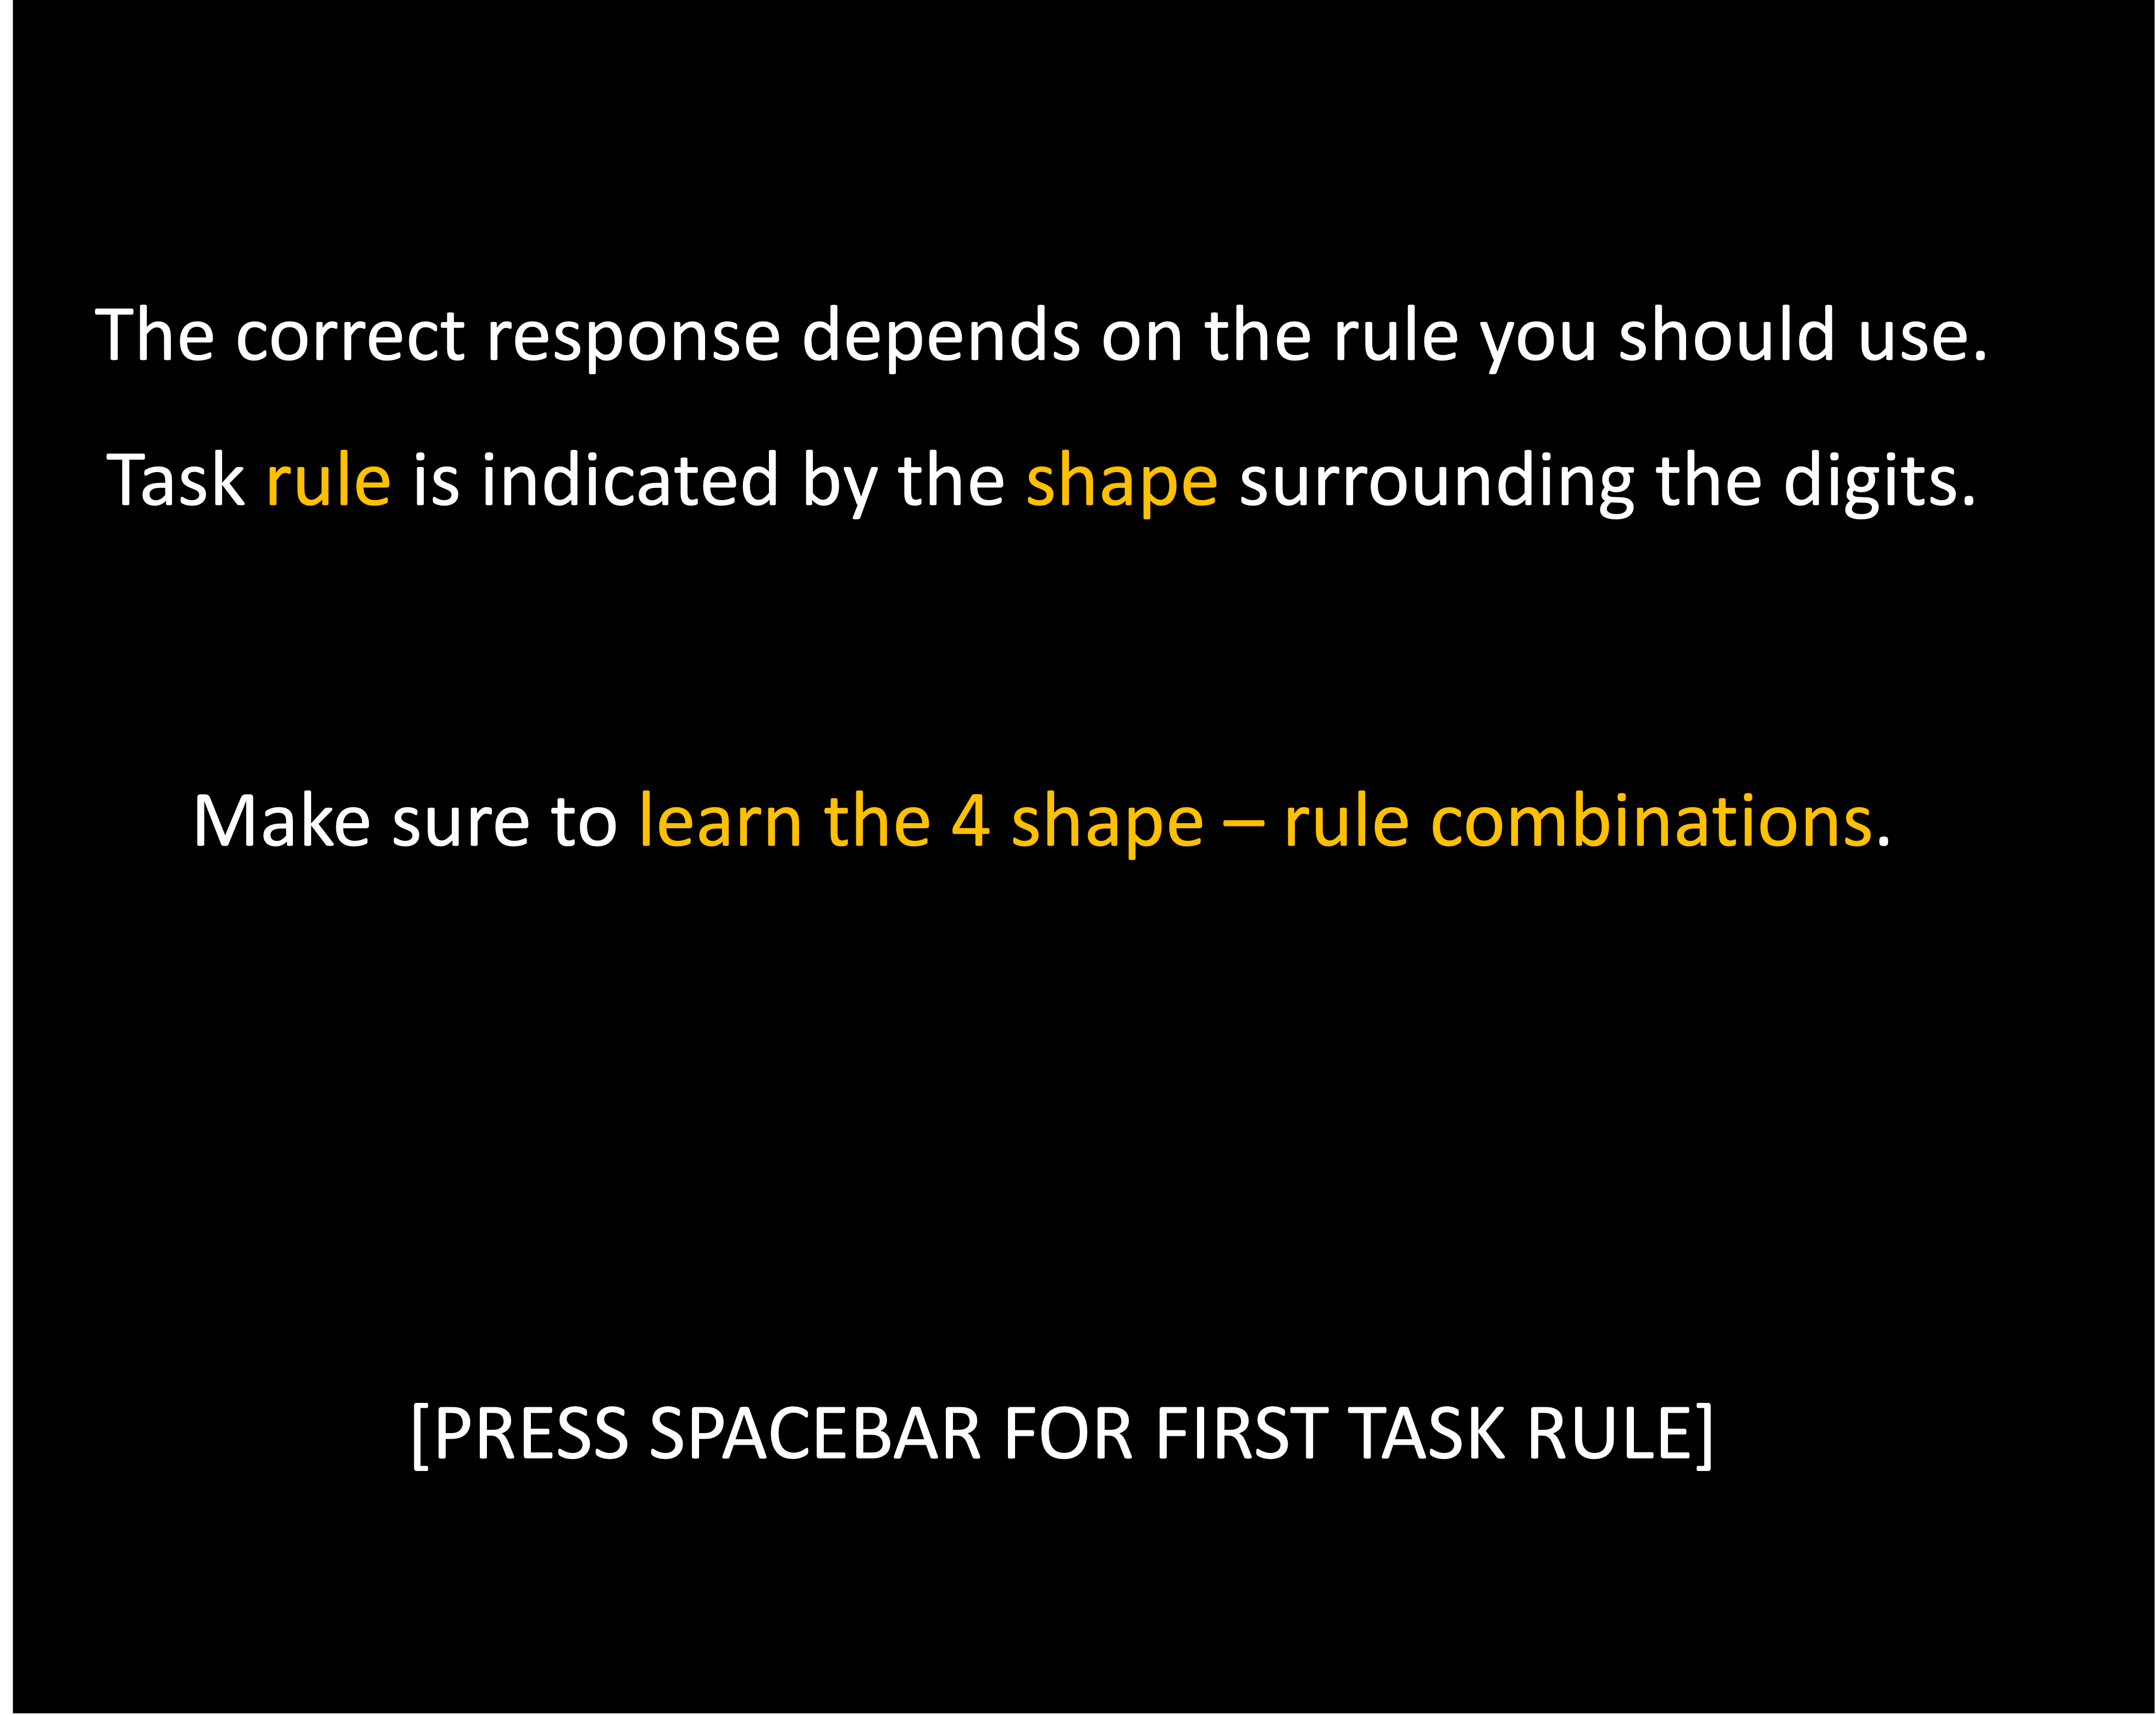 The correct response depends on the rule you should use.
Task rule is indicated by the shape surrounding the digits.
Make sure to learn the 4 shape – rule combinations.
[PRESS SPACEBAR FOR FIRST TASK RULE]